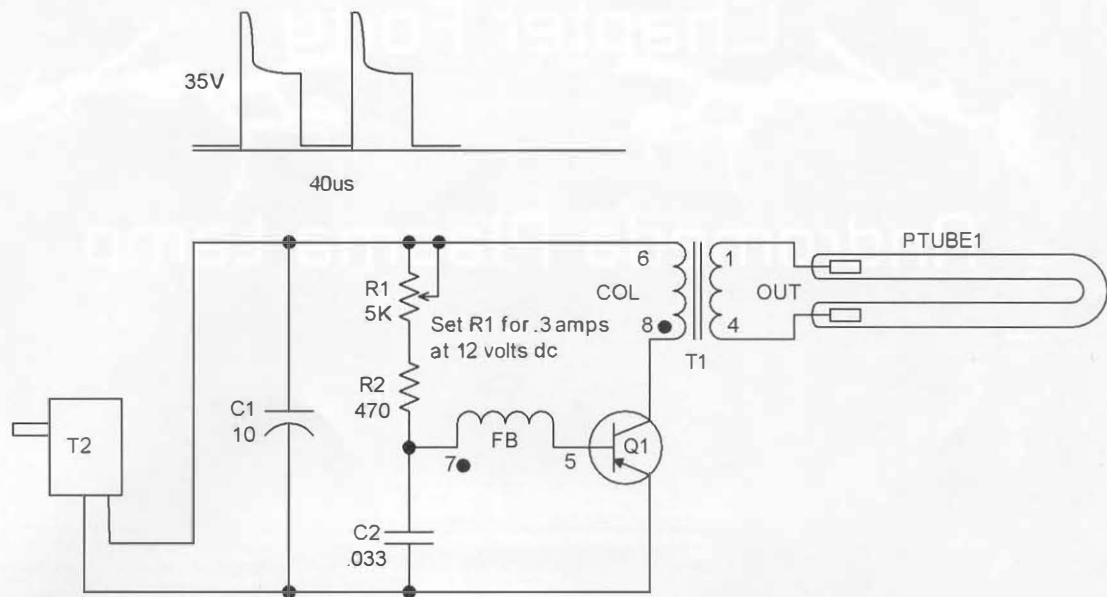 35V
40us
PTUBE1
6
1
R1
5K
COL
OUT
Set R1 for .3 amps
at 12 volts dc
8
4
T1
R2
470
C1
10
T2
FB
Q1
7
5
C2
.033